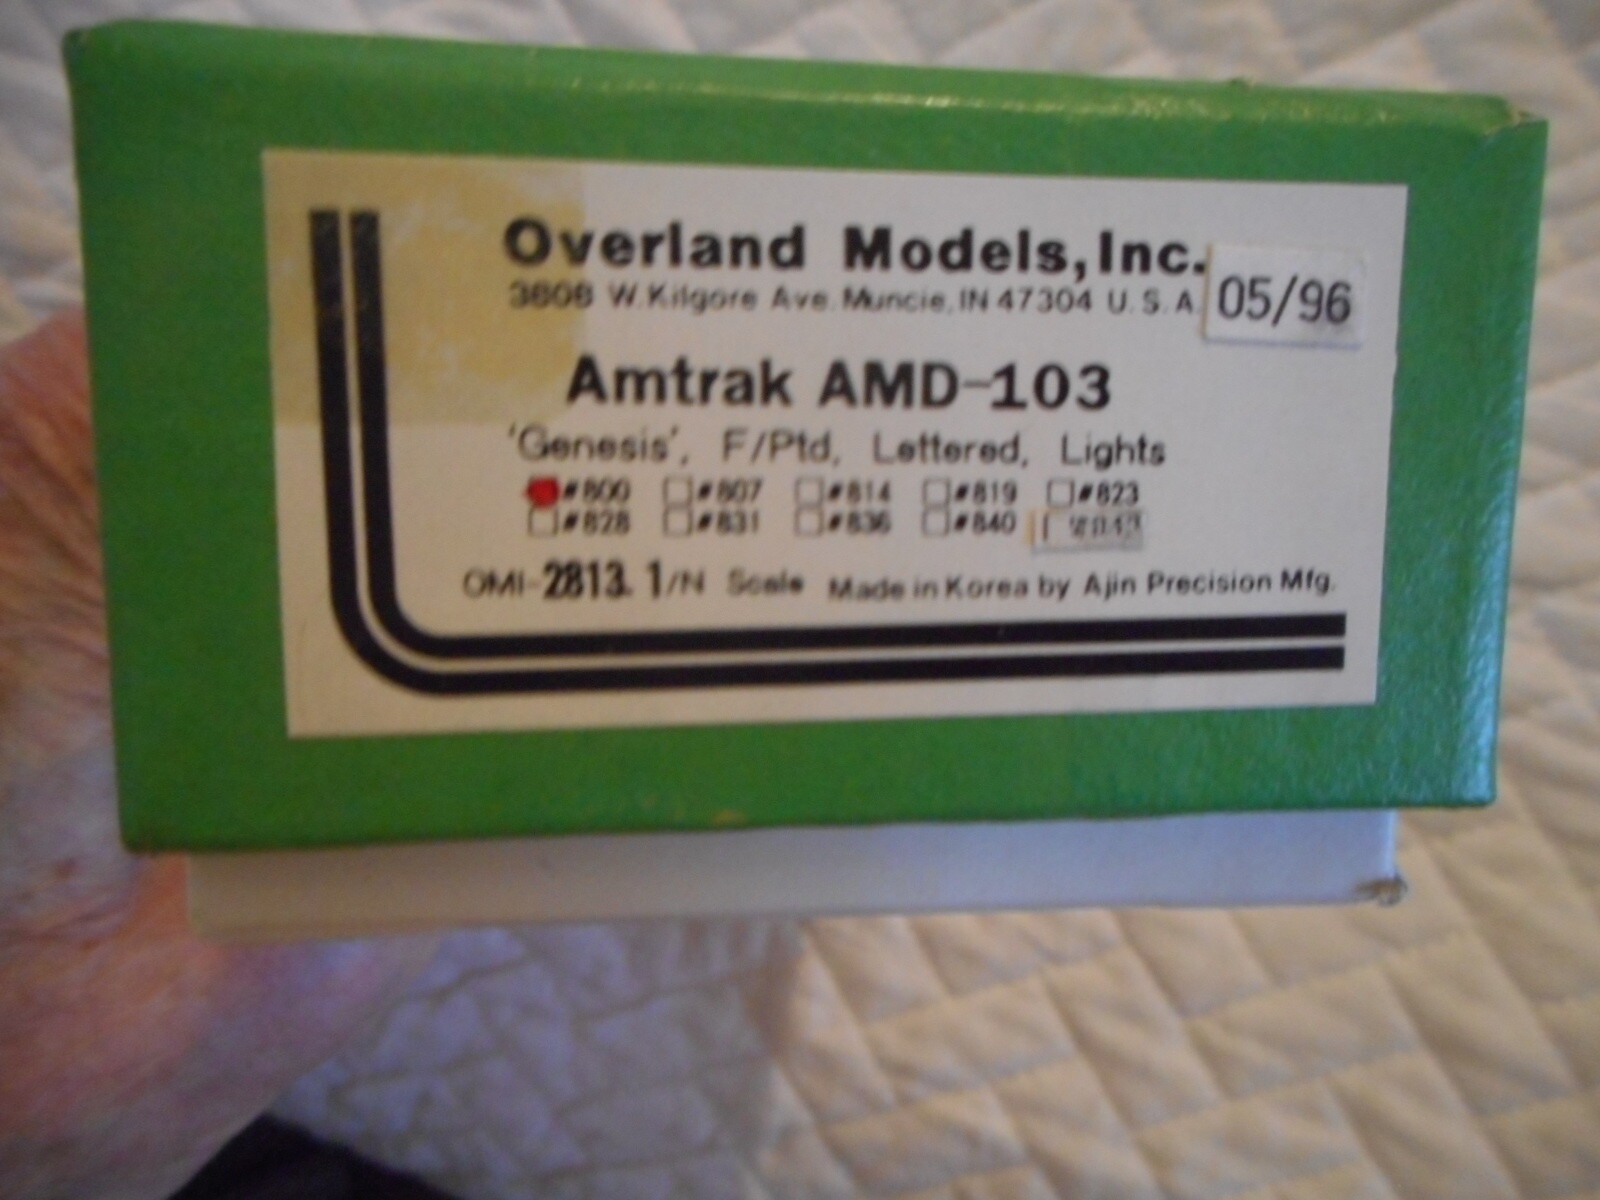 Overland Models, Inc.
3808 W. Kilgore Ave. Muncie, IN 47304 U. S. A.
05/96
Amtrak AMD-103
'Genesis', F/Ptd, Lettered, Lights
#800 #807 #814 #819 #823
#828 #831 #836 #840
OMI-2813.1/N Scale Made in Korea by Ajin Precision Mfg.